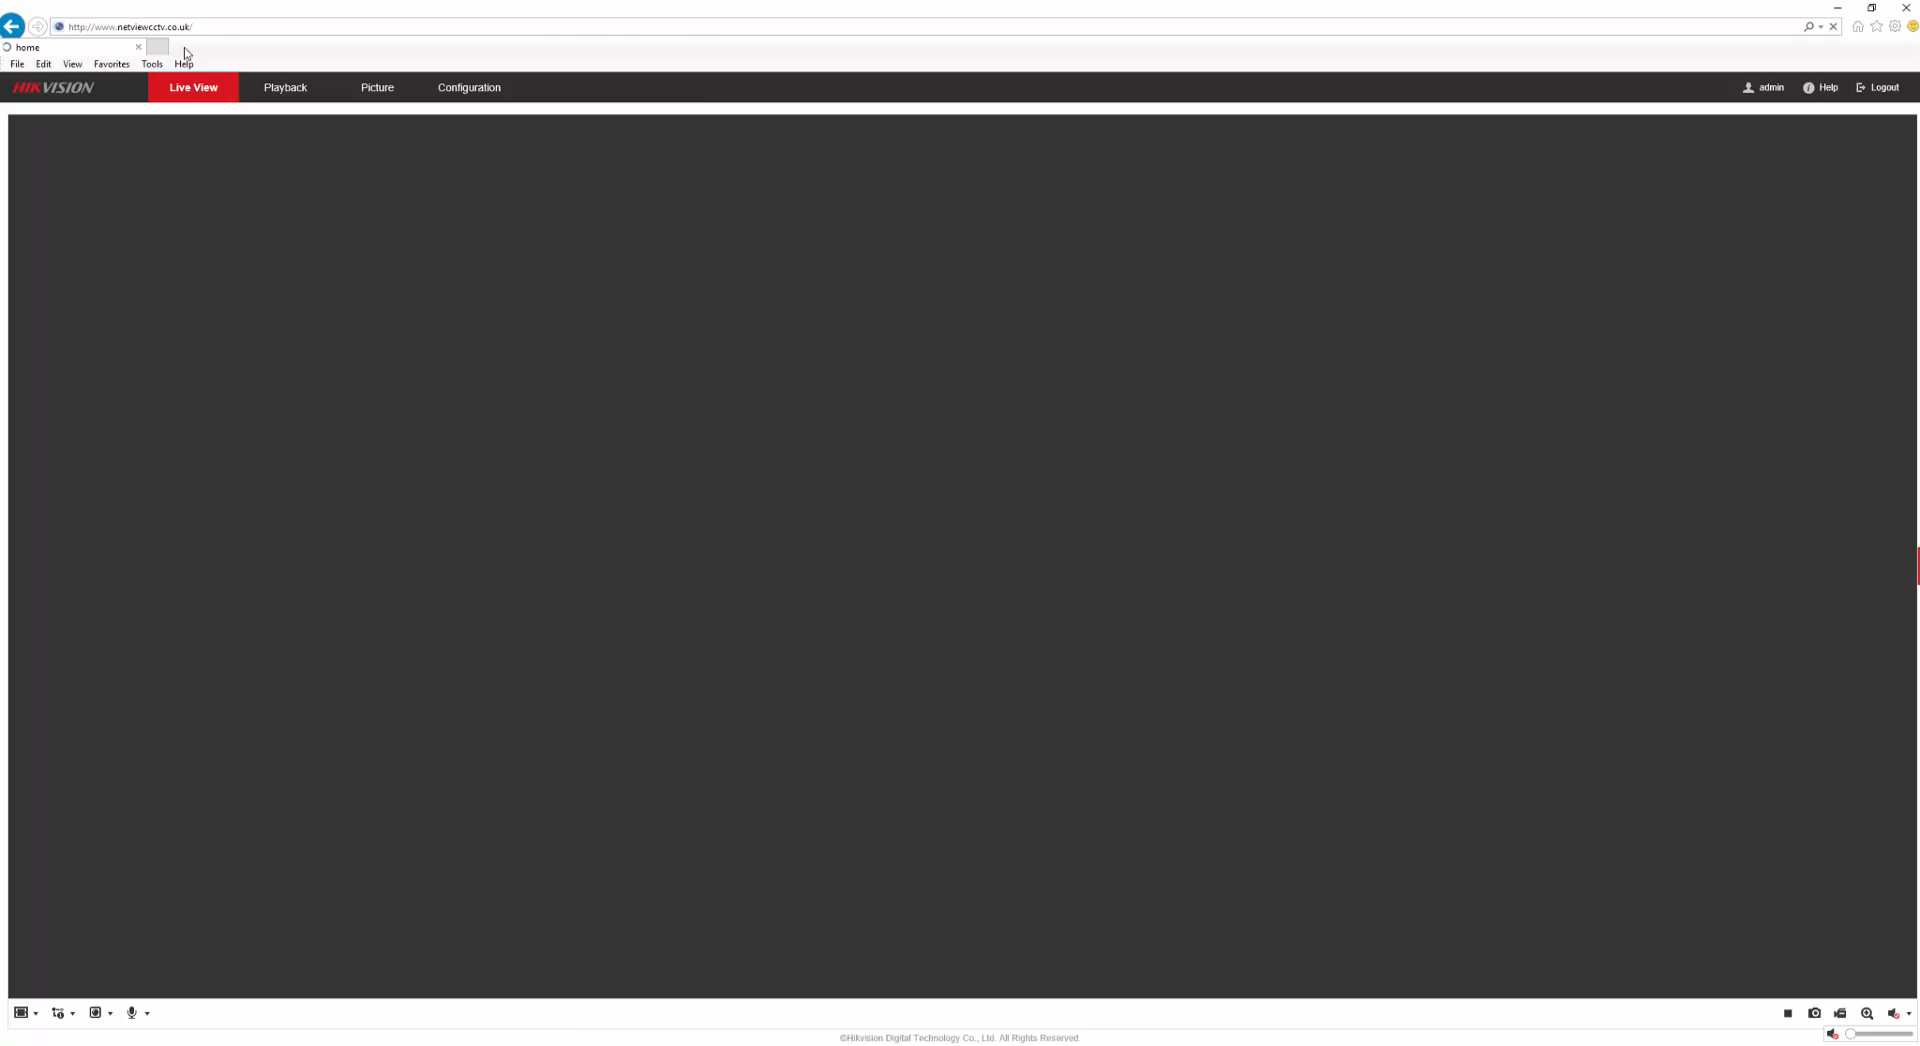 http://www.netviewcctv.co.uk/
home
File Edit View Favorites Tools Help
HIKVISION Live View Playback Picture Configuration admin Help Logout
©Hikvision Digital Technology Co., Ltd. All Rights Reserved.